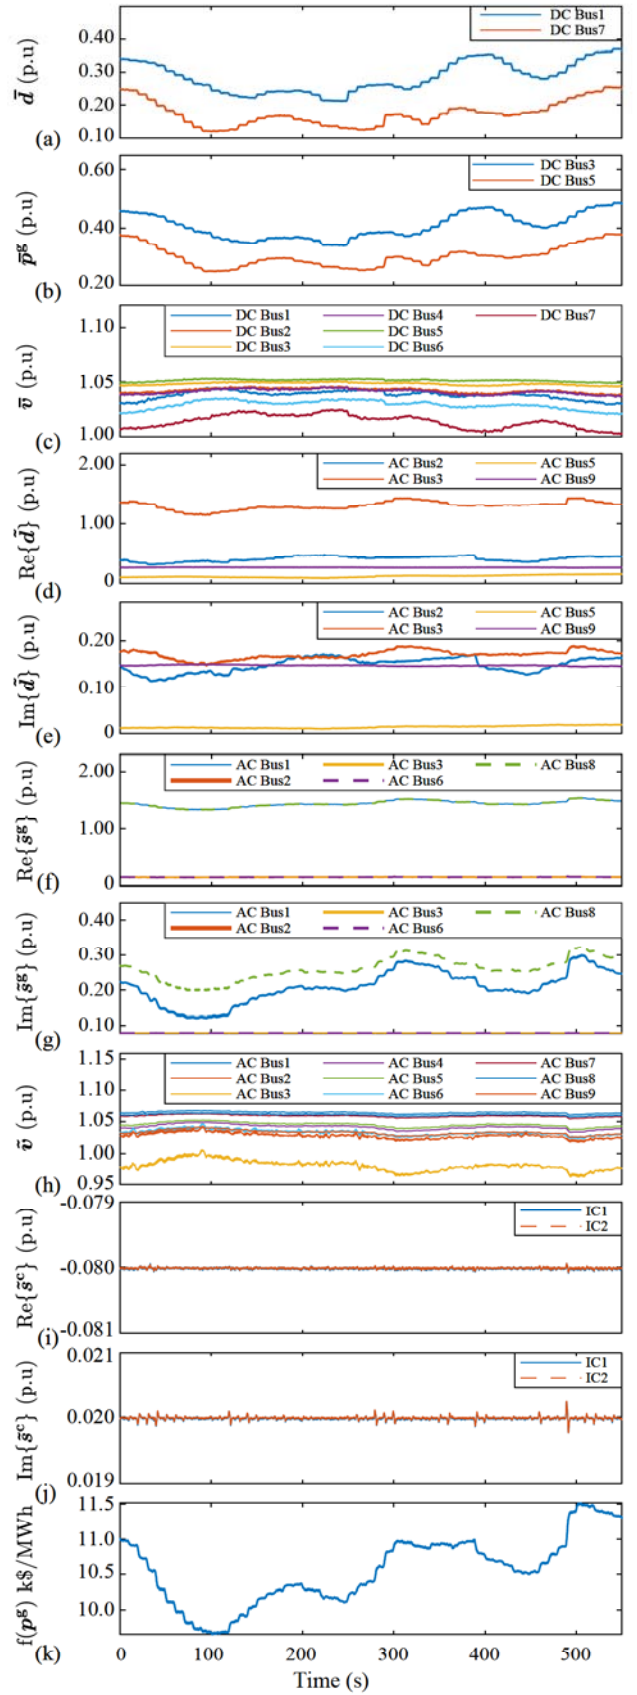 0.40
0.30
0.20
0.10
d̄ (p.u)
DC Bus1
DC Bus7
(a)
0.60
0.40
0.20
p̄ᵍ (p.u)
DC Bus3
DC Bus5
(b)
1.10
1.05
1.00
v̄ (p.u)
DC Bus1 DC Bus4 DC Bus7
DC Bus2 DC Bus5
DC Bus3 DC Bus6
(c)
2.00
1.00
0
Re{d̃} (p.u)
AC Bus2 AC Bus5
AC Bus3 AC Bus9
(d)
0.20
0.10
0
Im{d̃} (p.u)
AC Bus2 AC Bus5
AC Bus3 AC Bus9
(e)
2.00
1.00
0
Re{s̃ᵍ} (p.u)
AC Bus1 AC Bus3 AC Bus8
AC Bus2 AC Bus6
(f)
0.40
0.30
0.20
0.10
Im{s̃ᵍ} (p.u)
AC Bus1 AC Bus3 AC Bus8
AC Bus2 AC Bus6
(g)
1.15
1.10
1.05
1.00
0.95
ṽ (p.u)
AC Bus1 AC Bus4 AC Bus7
AC Bus2 AC Bus5 AC Bus8
AC Bus3 AC Bus6 AC Bus9
(h)
-0.079
-0.080
-0.081
Re{s̃ᶜ} (p.u)
IC1
IC2
(i)
0.021
0.020
0.019
Im{s̃ᶜ} (p.u)
IC1
IC2
(j)
11.5
11.0
10.5
10.0
f(pᵍ) k$/MWh
(k)
0 100 200 300 400 500
Time (s)